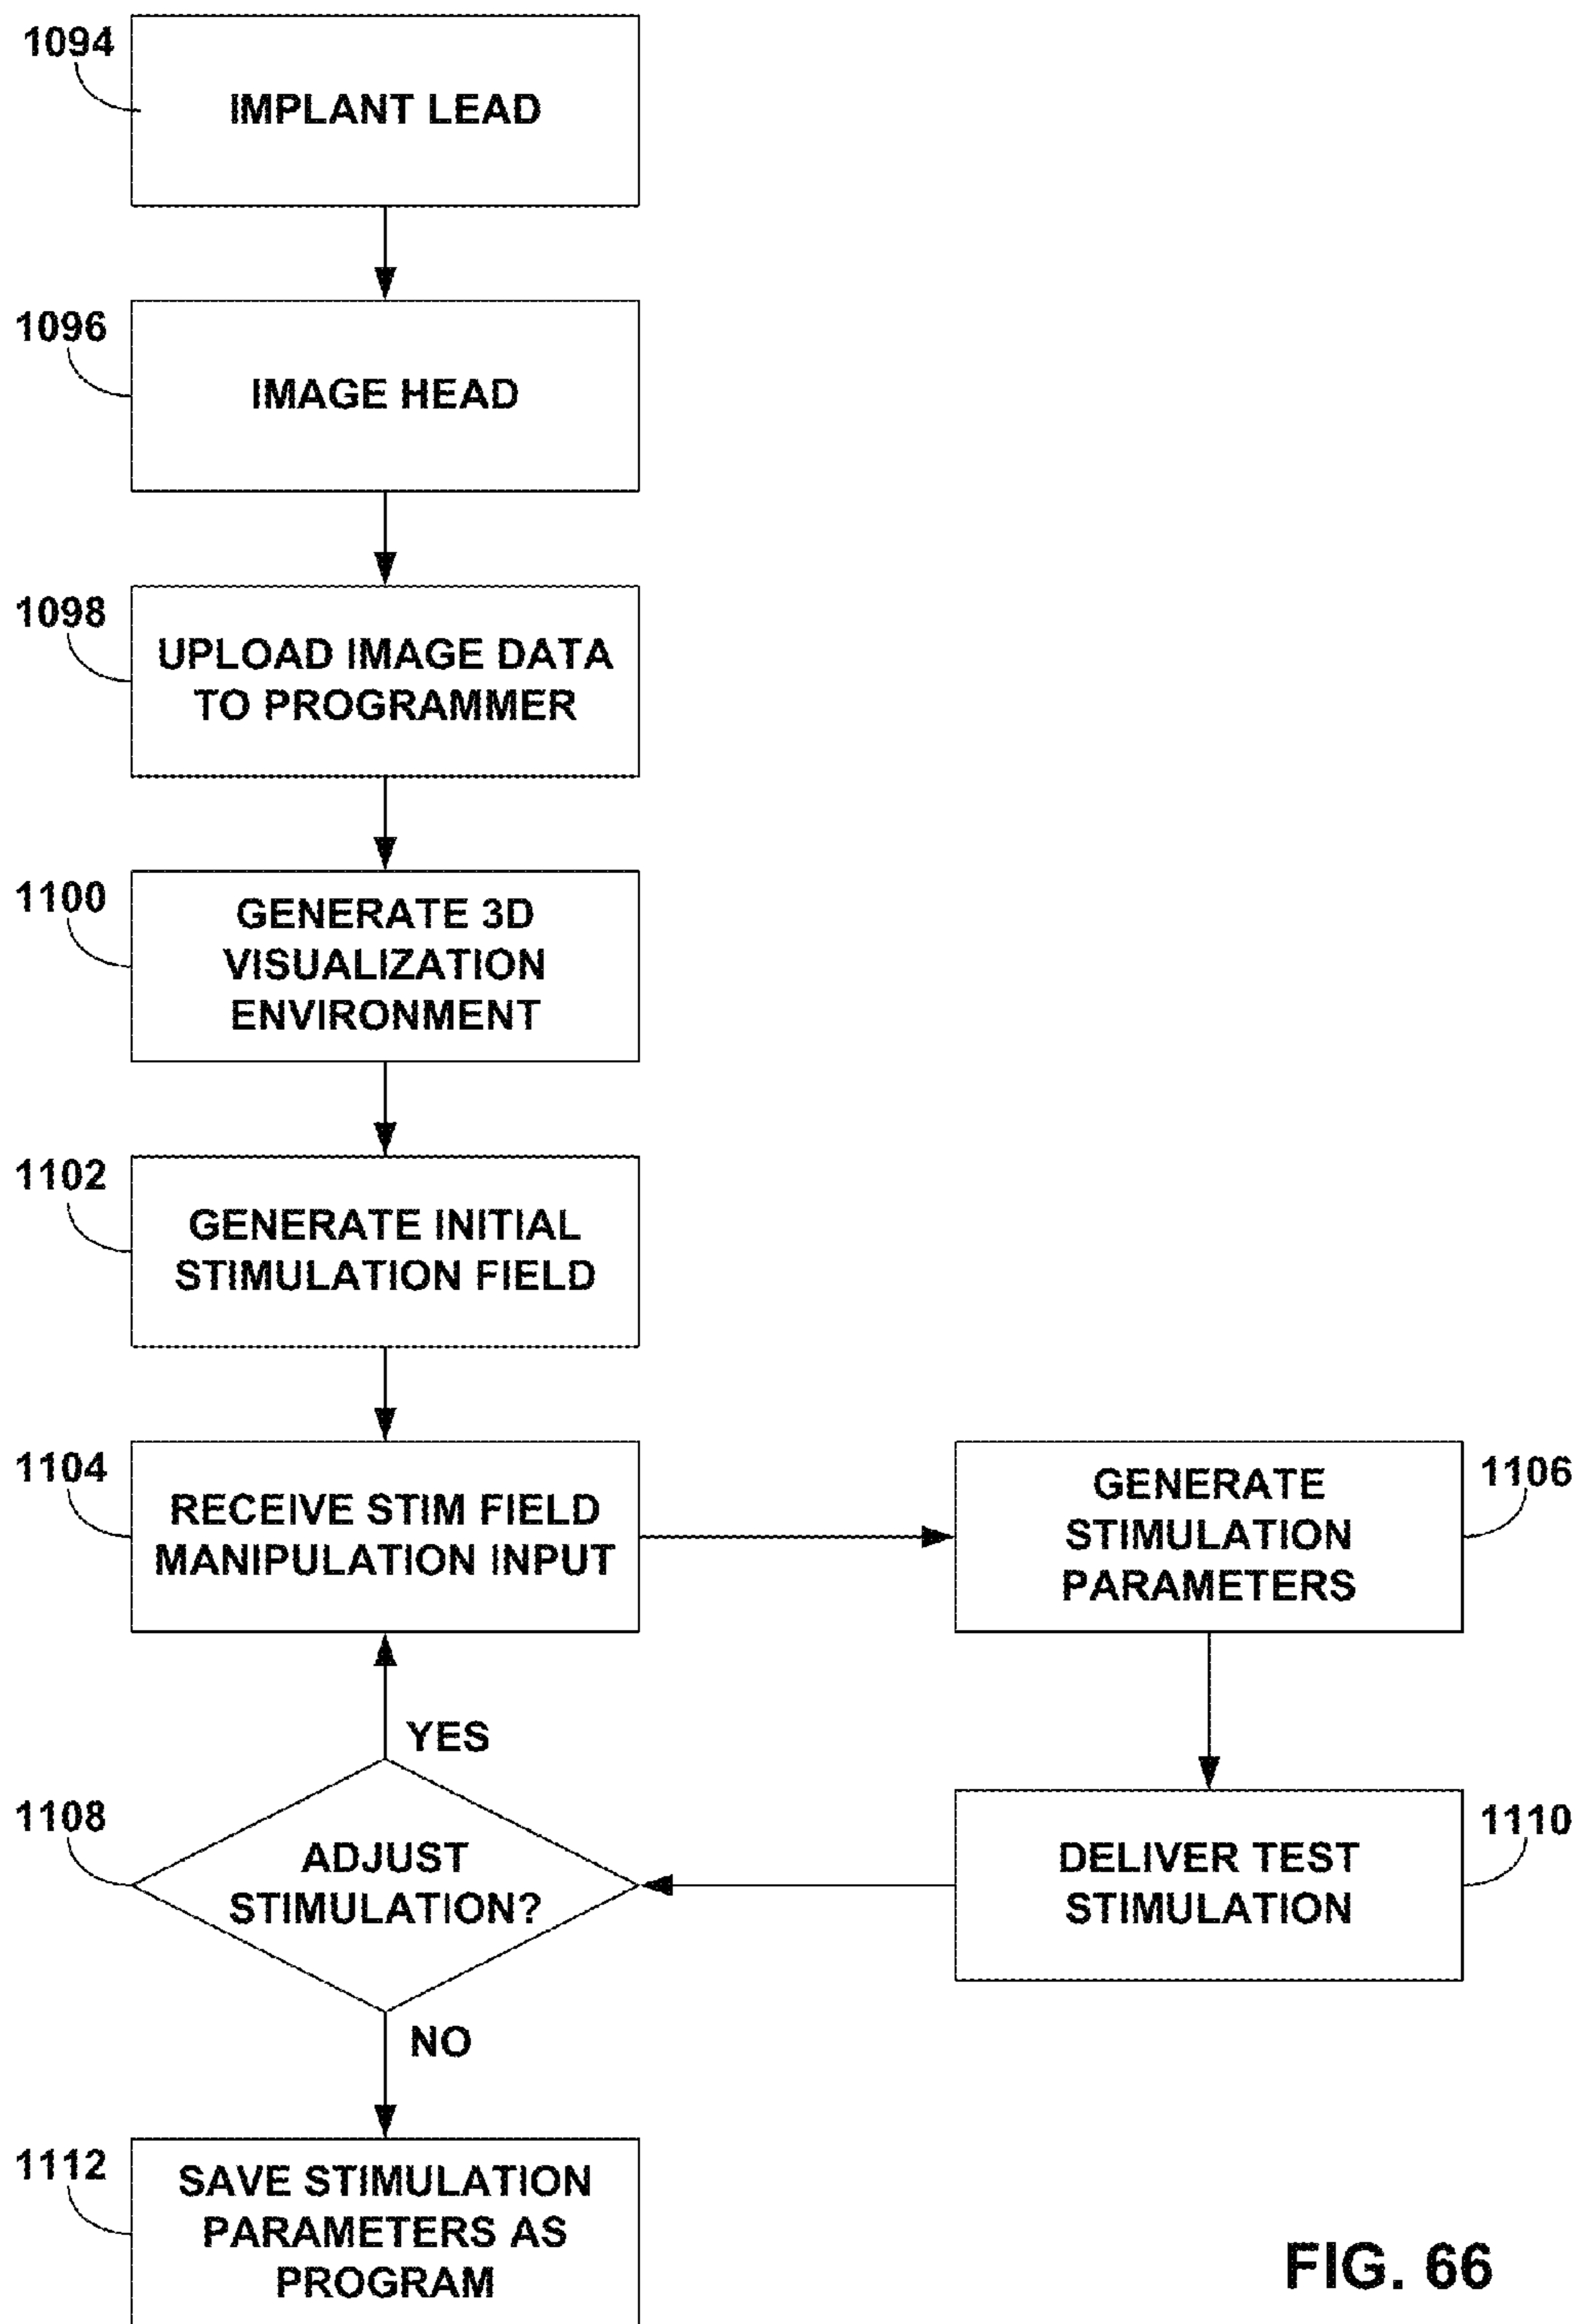 1094
IMPLANT LEAD
1096
IMAGE HEAD
1098
UPLOAD IMAGE DATA
TO PROGRAMMER
1100
GENERATE 3D
VISUALIZATION
ENVIRONMENT
1102
GENERATE INITIAL
STIMULATION FIELD
1104
RECEIVE STIM FIELD
MANIPULATION INPUT
1106
GENERATE
STIMULATION
PARAMETERS
YES
1108
ADJUST
STIMULATION?
1110
DELIVER TEST
STIMULATION
NO
1112
SAVE STIMULATION
PARAMETERS AS
PROGRAM
FIG. 66